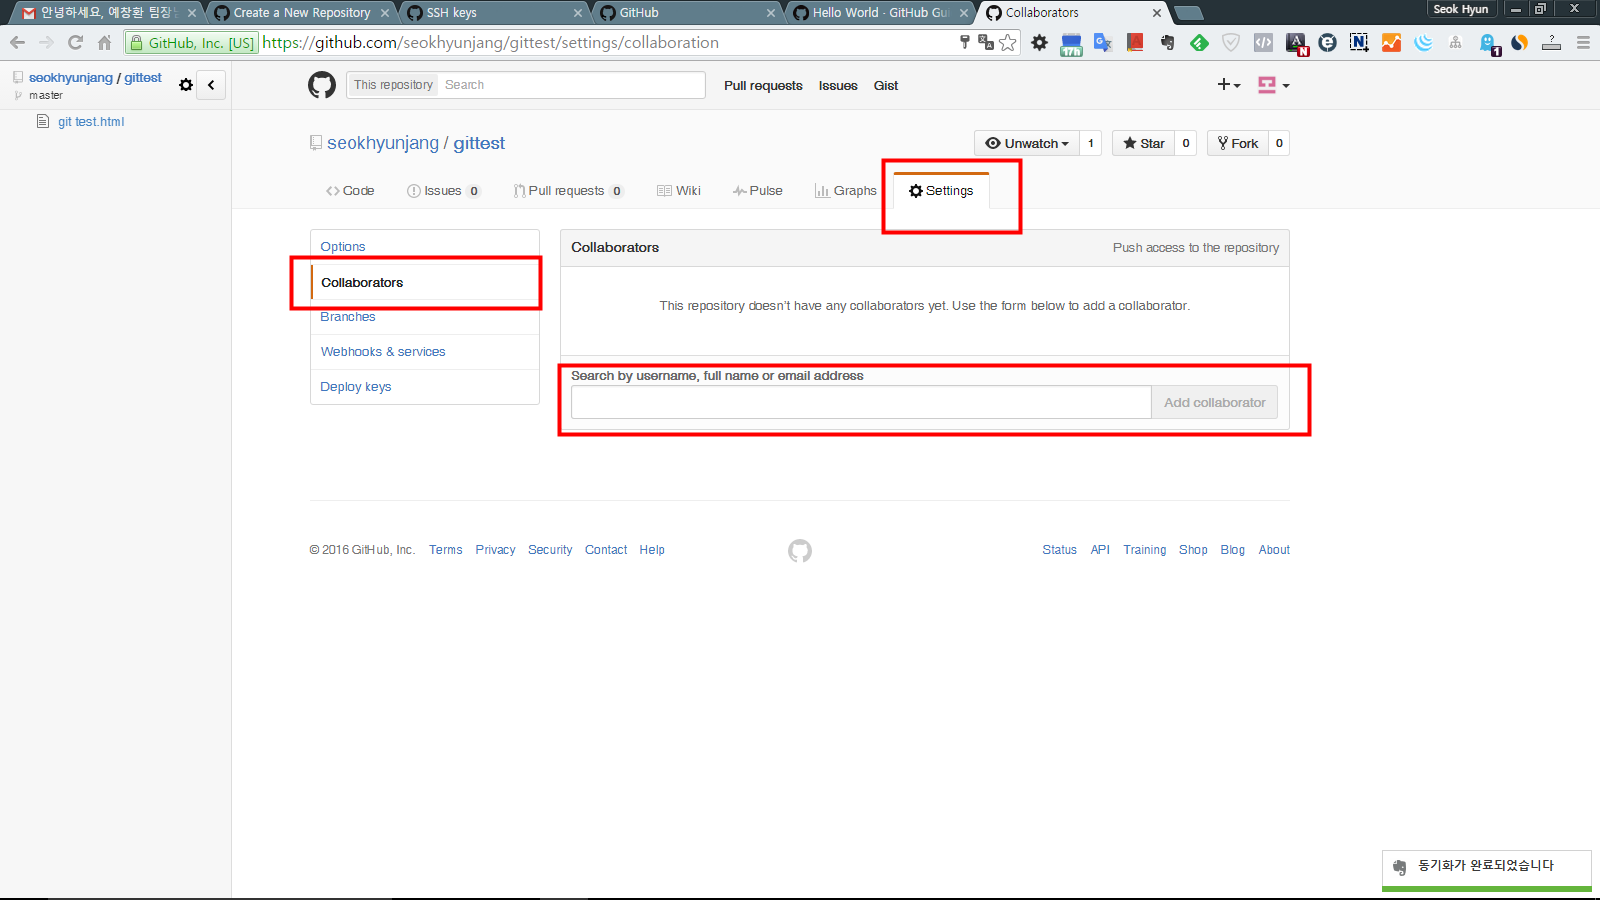 안녕하세요, 예창환 팀장님
Create a New Repository
SSH keys
GitHub
Hello World · GitHub Gui
Collaborators
Seok Hyun
GitHub, Inc. [US]
https://github.com/seokhyunjang/gittest/settings/collaboration
seokhyunjang / gittest
master
git test.html
This repository
Search
Pull requests
Issues
Gist
seokhyunjang / gittest
Unwatch
1
Star
0
Fork
0
Code
Issues 0
Pull requests 0
Wiki
Pulse
Graphs
Settings
Options
Collaborators
Branches
Webhooks & services
Deploy keys
Collaborators
Push access to the repository
This repository doesn't have any collaborators yet. Use the form below to add a collaborator.
Search by username, full name or email address
Add collaborator
© 2016 GitHub, Inc.
Terms
Privacy
Security
Contact
Help
Status
API
Training
Shop
Blog
About
동기화가 완료되었습니다